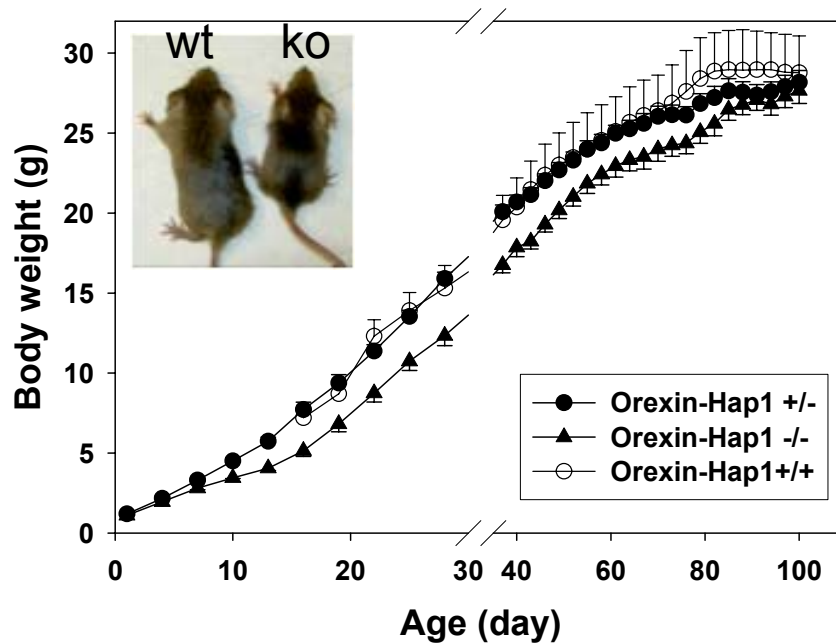 wt ko
Body weight (g)
30
25
20
15
10
5
0
0 10 20 30 40 60 80 100
Age (day)
Orexin-Hap1 +/-
Orexin-Hap1 -/-
Orexin-Hap1+/+